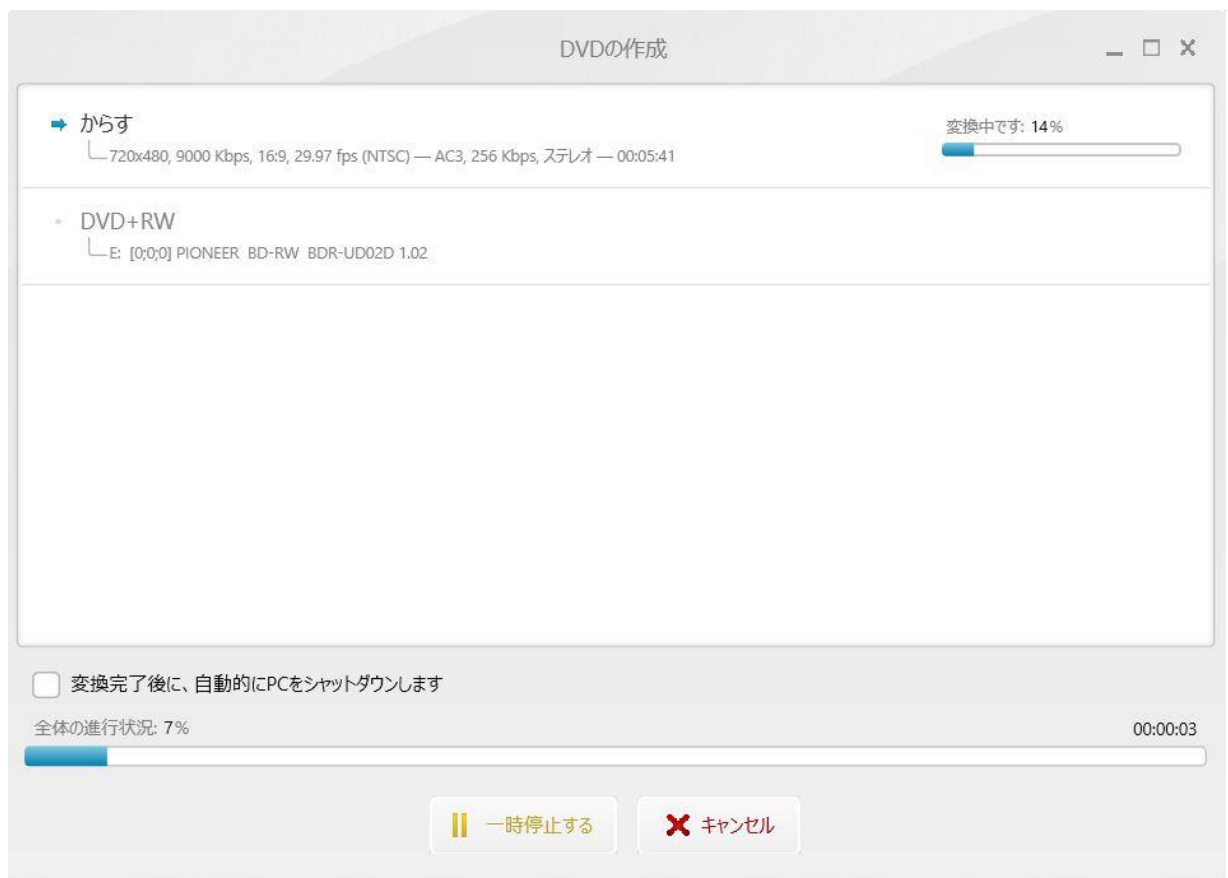 DVDの作成
からす
変換中です: 14%
720x480, 9000 Kbps, 16:9, 29.97 fps (NTSC) — AC3, 256 Kbps, ステレオ — 00:05:41
DVD+RW
E: [0;0;0] PIONEER BD-RW BDR-UD02D 1.02
変換完了後に、自動的にPCをシャットダウンします
全体の進行状況: 7%
00:00:03
一時停止する
キャンセル